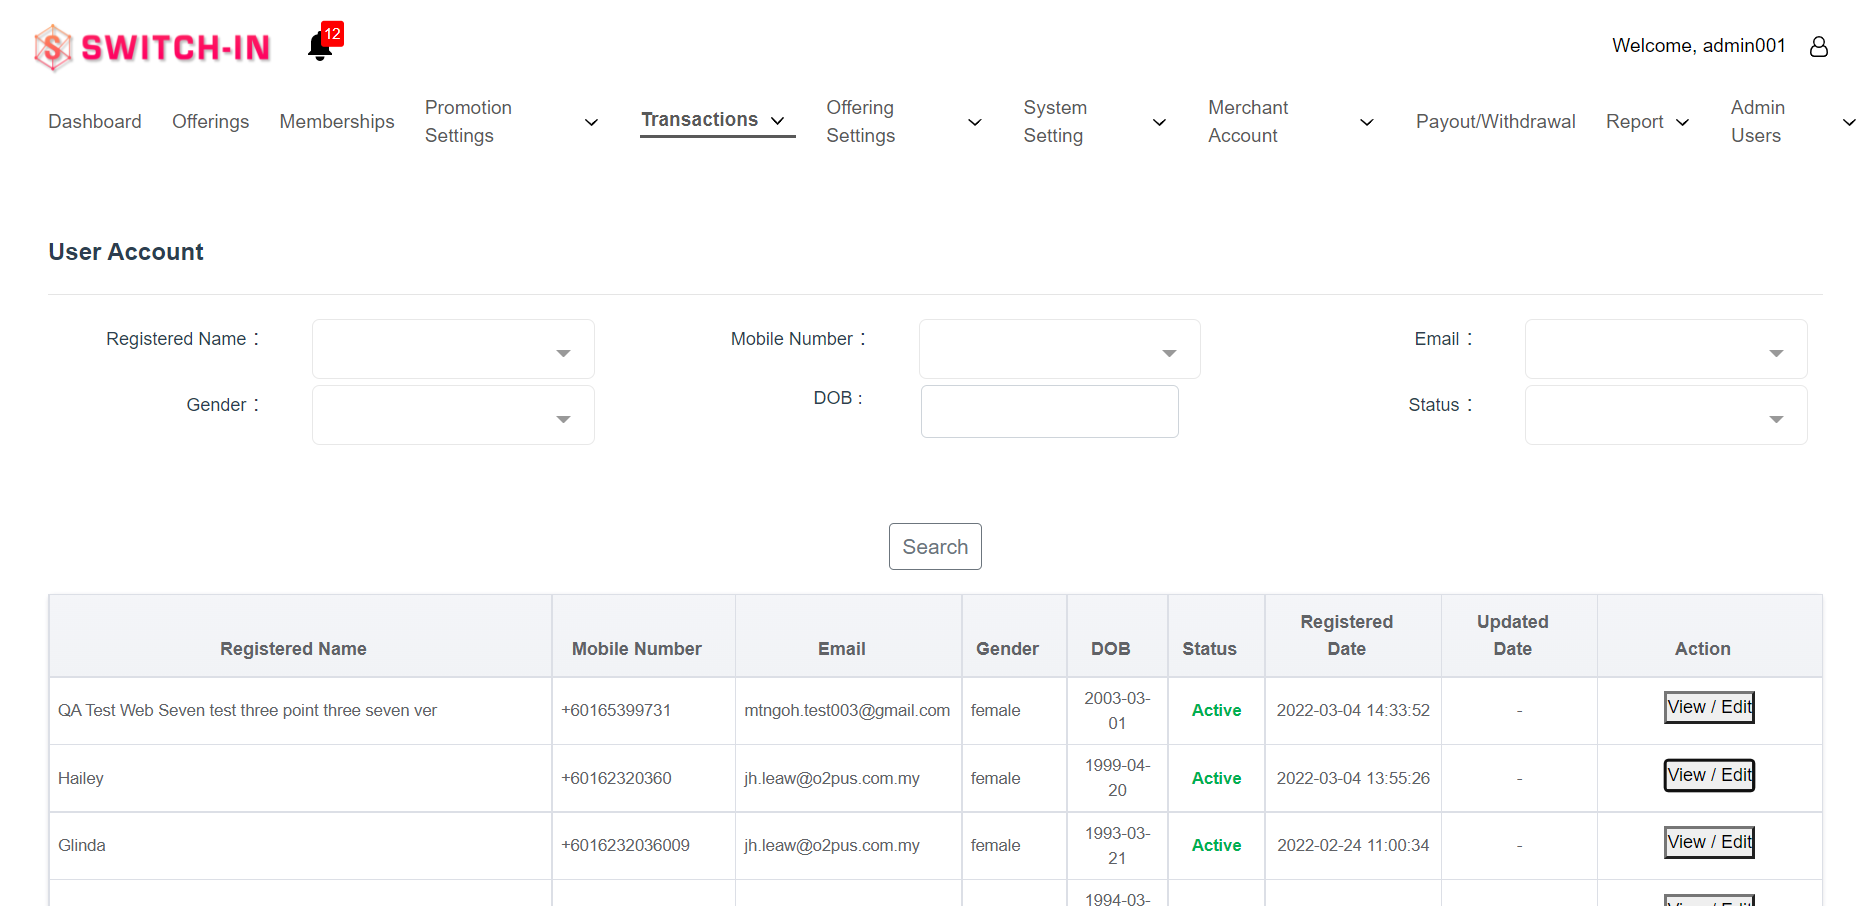 SWITCH-IN
12
Welcome, admin001
Dashboard
Offerings
Memberships
Promotion
Settings
Transactions
Offering
Settings
System
Setting
Merchant
Account
Payout/Withdrawal
Report
Admin
Users
User Account
Registered Name :
Mobile Number :
Email :
Gender :
DOB :
Status :
Search
Registered Name
Mobile Number
Email
Gender
DOB
Status
Registered
Date
Updated
Date
Action
QA Test Web Seven test three point three seven ver
+60165399731
mtngoh.test003@gmail.com
female
2003-03-
01
Active
2022-03-04 14:33:52
-
View / Edit
Hailey
+60162320360
jh.leaw@o2pus.com.my
female
1999-04-
20
Active
2022-03-04 13:55:26
-
View / Edit
Glinda
+6016232036009
jh.leaw@o2pus.com.my
female
1993-03-
21
Active
2022-02-24 11:00:34
-
View / Edit
1994-03-
View / Edit